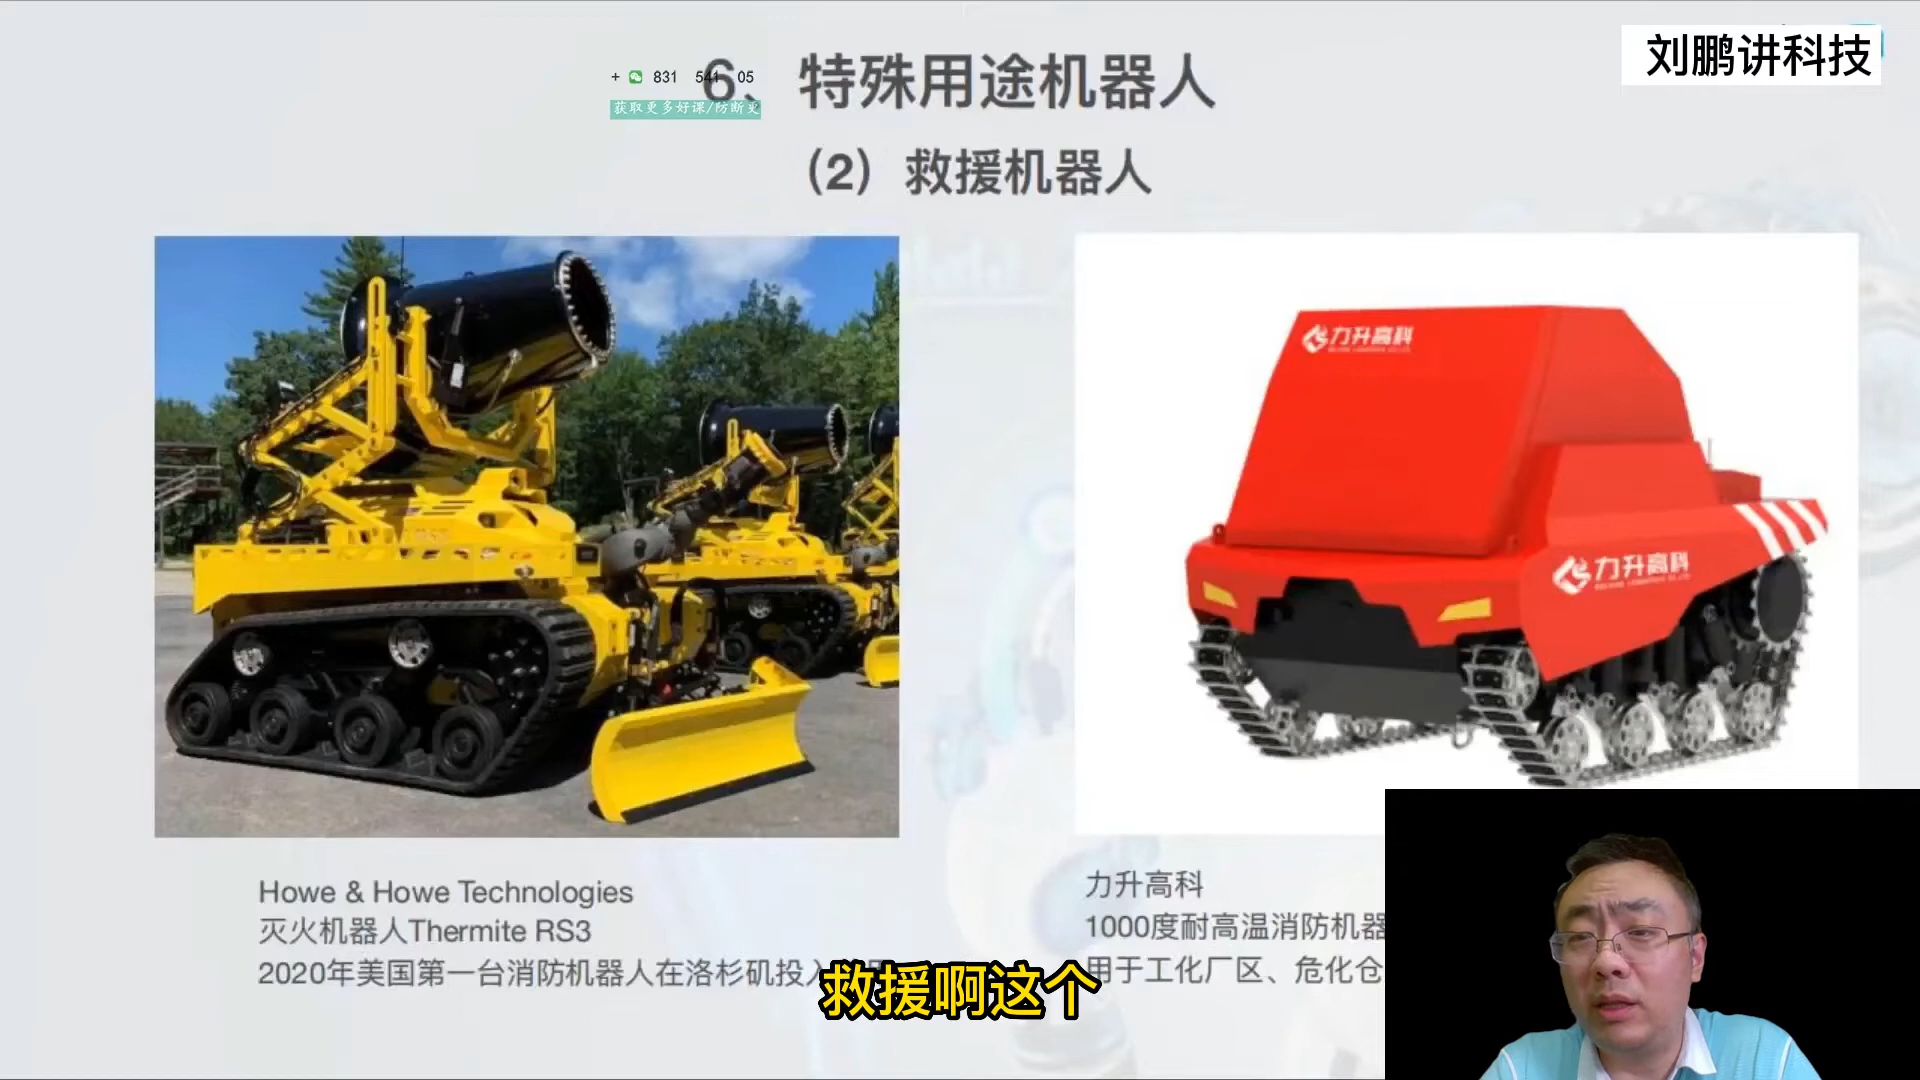 刘鹏讲科技
6、特殊用途机器人
+ 831 541 05
获取更多好课/防断更
（2）救援机器人
力升高科
力升高科
Howe & Howe Technologies
灭火机器人Thermite RS3
2020年美国第一台消防机器人在洛杉矶投入
力升高科
1000度耐高温消防机器
用于工化厂区、危化仓
救援啊这个